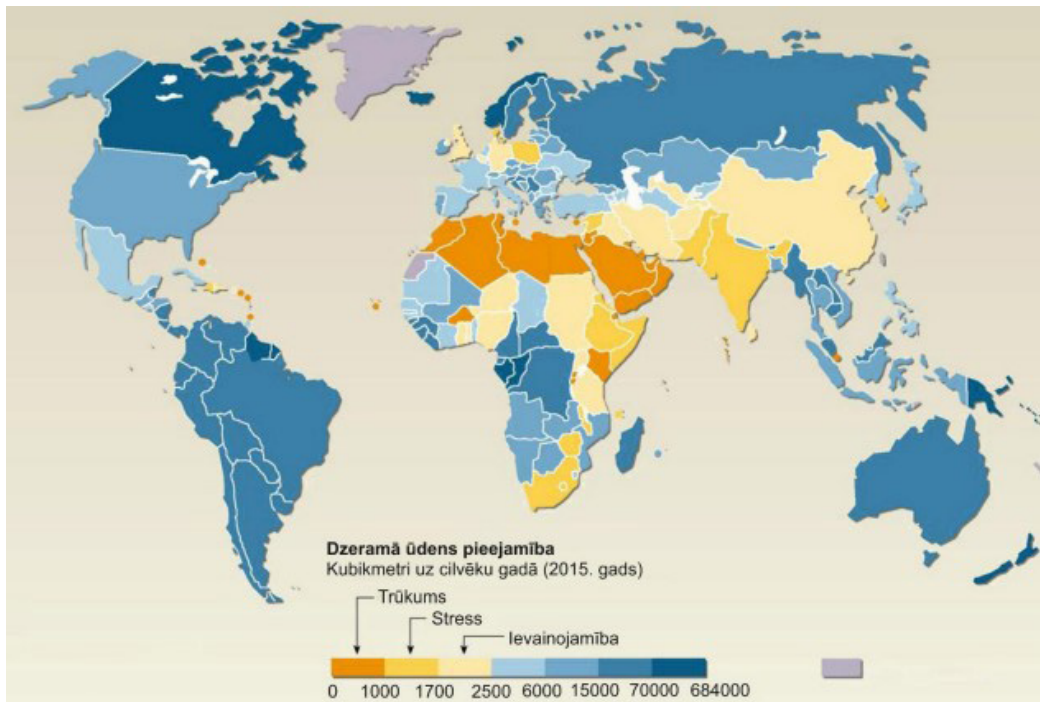 Dzeramā ūdens pieejamība
Kubikmetri uz cilvēku gadā (2015. gads)
Trūkums
Stress
Ievainojamība
0 1000 1700 2500 6000 15000 70000 684000